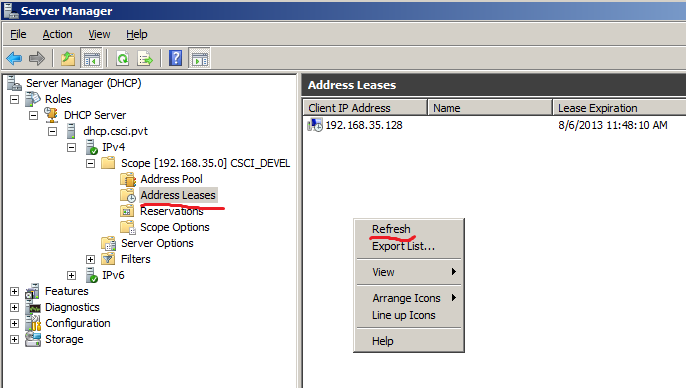 Server Manager
File Action View Help
Server Manager (DHCP)
Roles
DHCP Server
dhcp.csci.pvt
IPv4
Scope [192.168.35.0] CSCI_DEVEL
Address Pool
Address Leases
Reservations
Scope Options
Server Options
Filters
IPv6
Features
Diagnostics
Configuration
Storage
Address Leases
Client IP Address Name Lease Expiration
192.168.35.128 8/6/2013 11:48:10 AM
Refresh
Export List...
View
Arrange Icons
Line up Icons
Help